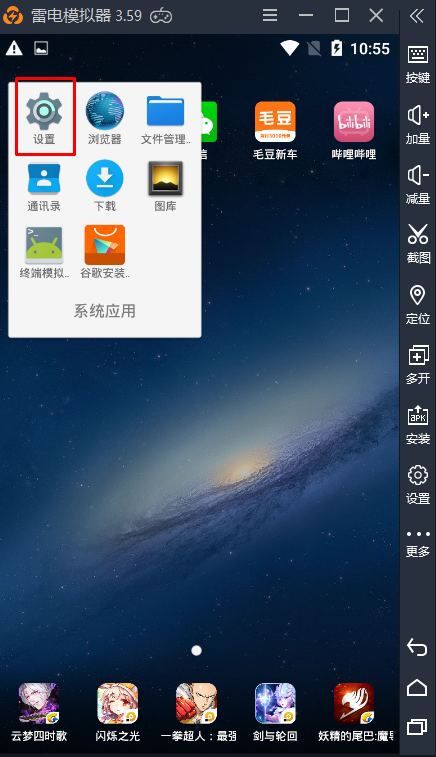 雷电模拟器 3.59
10:55
设置
浏览器
文件管理..
信
毛豆新车
哔哩哔哩
毛豆
bilibili
通讯录
下载
图库
终端模拟..
谷歌安装..
系统应用
云梦四时歌
闪烁之光
一拳超人：最强
剑与轮回
妖精的尾巴:魔导
按键
加量
减量
截图
定位
多开
APK
安装
设置
更多